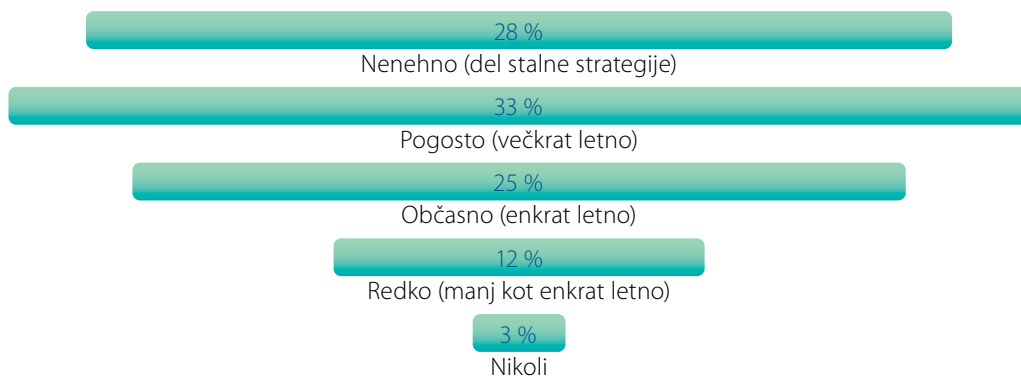 28 %
Nenehno (del stalne strategije)
33 %
Pogosto (večkrat letno)
25 %
Občasno (enkrat letno)
12 %
Redko (manj kot enkrat letno)
3 %
Nikoli